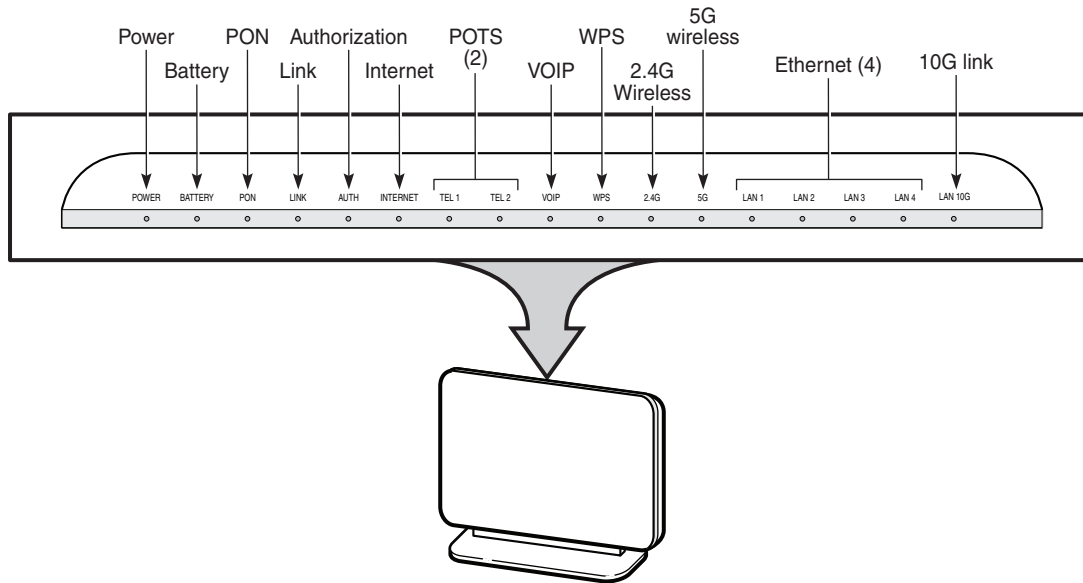 Power
PON
Authorization
POTS
(2)
WPS
5G
wireless
Battery
Link
Internet
VOIP
2.4G
Wireless
Ethernet (4)
10G link
POWER BATTERY PON LINK AUTH INTERNET TEL 1 TEL 2 VOIP WPS 2.4G 5G LAN 1 LAN 2 LAN 3 LAN 4 LAN 10G